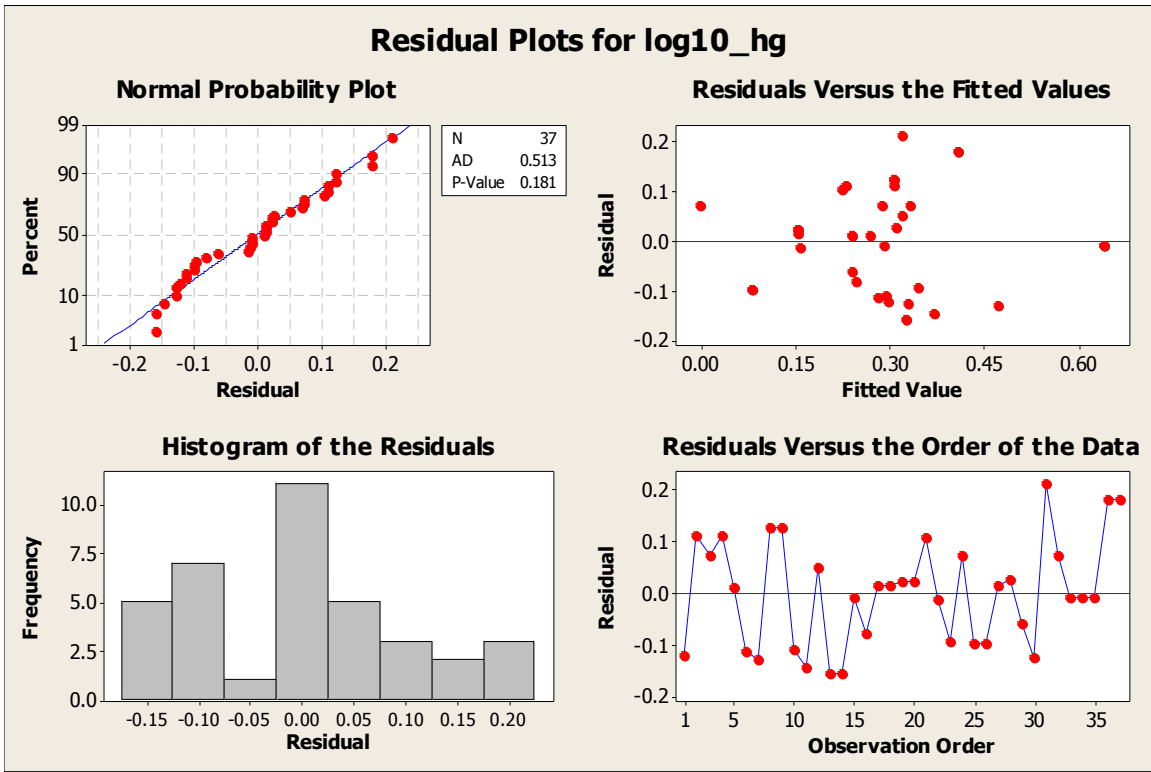 Residual Plots for log10_hg
Normal Probability Plot
99
90
50
10
1
Percent
-0.2 -0.1 0.0 0.1 0.2
Residual
N 37
AD 0.513
P-Value 0.181
Residuals Versus the Fitted Values
0.2
0.1
0.0
-0.1
-0.2
Residual
0.00 0.15 0.30 0.45 0.60
Fitted Value
Histogram of the Residuals
10.0
7.5
5.0
2.5
0.0
Frequency
-0.15 -0.10 -0.05 0.00 0.05 0.10 0.15 0.20
Residual
Residuals Versus the Order of the Data
0.2
0.1
0.0
-0.1
-0.2
Residual
1 5 10 15 20 25 30 35
Observation Order